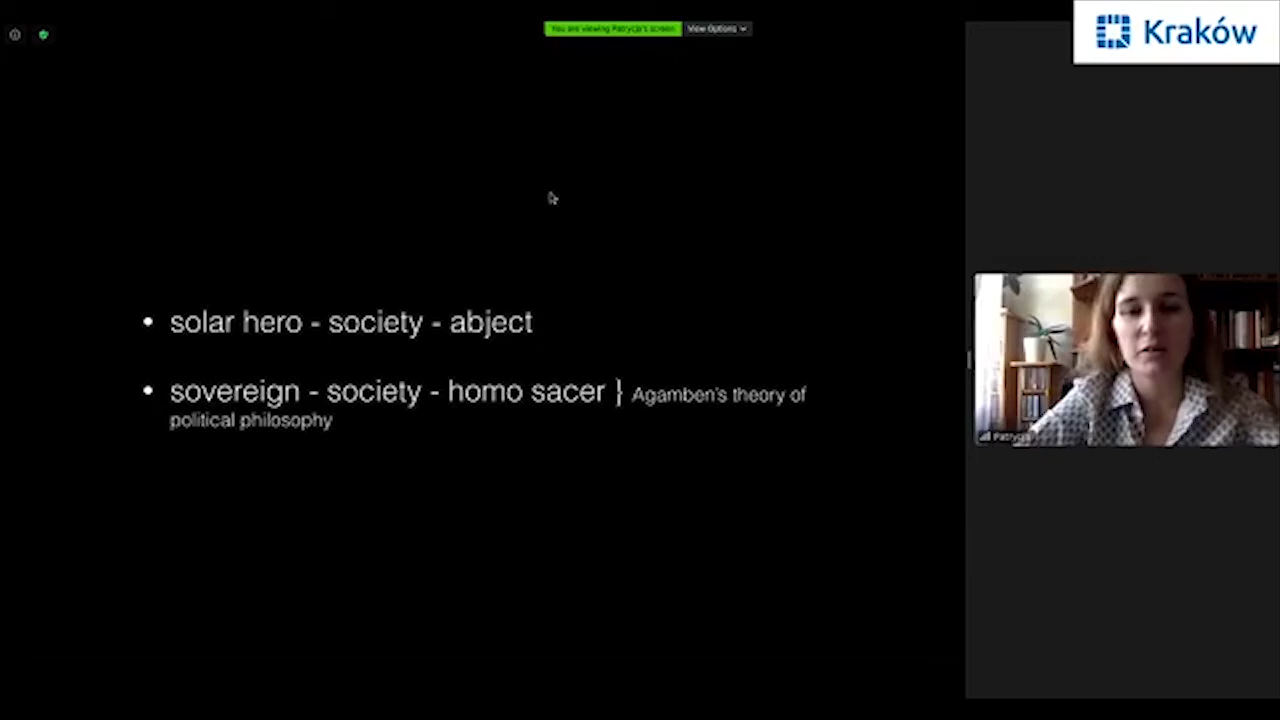 You are viewing Patrycja's screen
View Options
Kraków
• solar hero - society - abject
• sovereign - society - homo sacer } Agamben's theory of
political philosophy
Patrycja